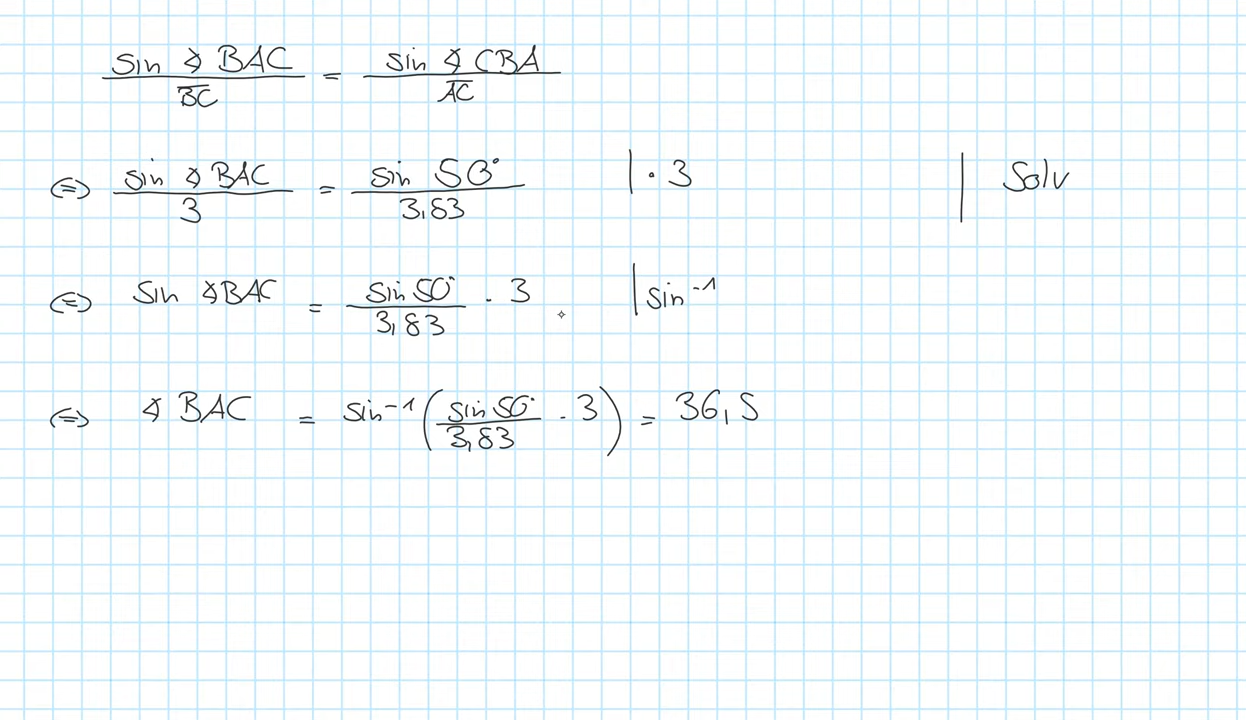 sin ∢ BAC / BC̅ = sin ∢ CBA / AC̅
⇔ sin ∢ BAC / 3 = sin 50° / 3,83 | · 3 | Solv
⇔ sin ∢ BAC = sin 50° / 3,83 · 3 | sin⁻¹
⇔ ∢ BAC = sin⁻¹ ( sin 50° / 3,83 · 3 ) = 36,5